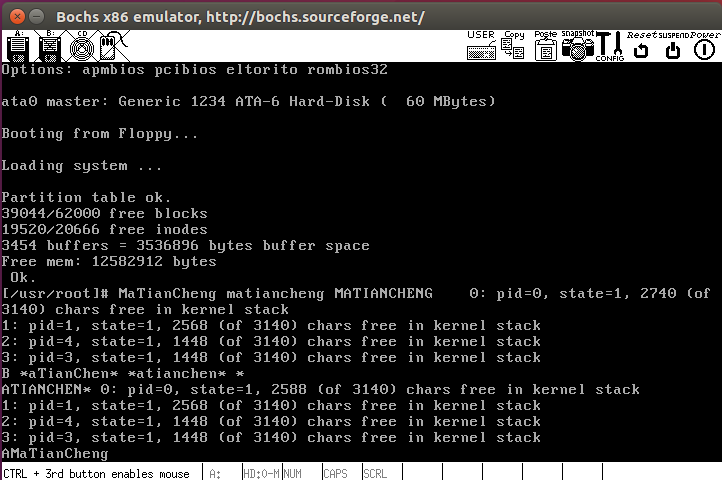 Bochs x86 emulator, http://bochs.sourceforge.net/
A: B: CD USER Copy Paste snapshot CONFIG Reset SUSPEND Power
Options: apmbios pcibios eltorito rombios32
ata0 master: Generic 1234 ATA-6 Hard-Disk (  60 MBytes)
Booting from Floppy...
Loading system ...
Partition table ok.
39044/62000 free blocks
19520/20666 free inodes
3454 buffers = 3536896 bytes buffer space
Free mem: 12582912 bytes
 Ok.
[/usr/root]# MaTianCheng matiancheng MATIANCHENG    0: pid=0, state=1, 2740 (of
3140) chars free in kernel stack
1: pid=1, state=1, 2568 (of 3140) chars free in kernel stack
2: pid=4, state=1, 1448 (of 3140) chars free in kernel stack
3: pid=3, state=1, 1448 (of 3140) chars free in kernel stack
B *aTianChen* *atianchen* *
ATIANCHEN* 0: pid=0, state=1, 2588 (of 3140) chars free in kernel stack
1: pid=1, state=1, 2568 (of 3140) chars free in kernel stack
2: pid=4, state=1, 1448 (of 3140) chars free in kernel stack
3: pid=3, state=1, 1448 (of 3140) chars free in kernel stack
AMaTianCheng
CTRL + 3rd button enables mouse A: HD:0-M NUM CAPS SCRL